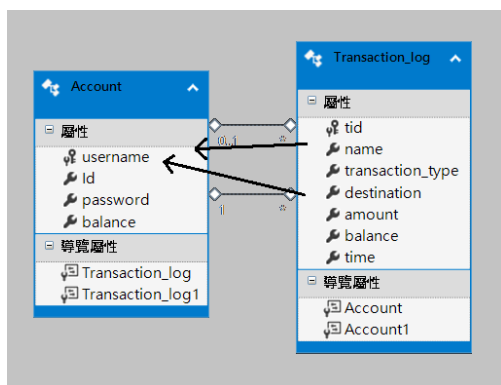 Account
屬性
username
Id
password
balance
導覽屬性
Transaction_log
Transaction_log1
0..1
*
1
*
Transaction_log
屬性
tid
name
transaction_type
destination
amount
balance
time
導覽屬性
Account
Account1